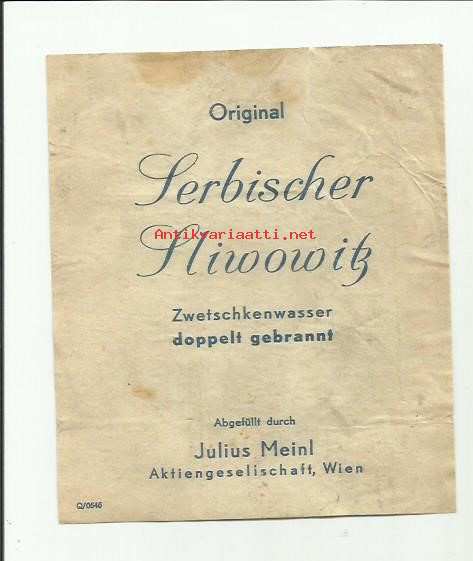 Original
Serbischer
Antikvariaatti.net
Sliwowitz
Zwetschkenwasser
doppelt gebrannt
Abgefüllt durch
Julius Meinl
Aktiengesellschaft, Wien
Q/0646